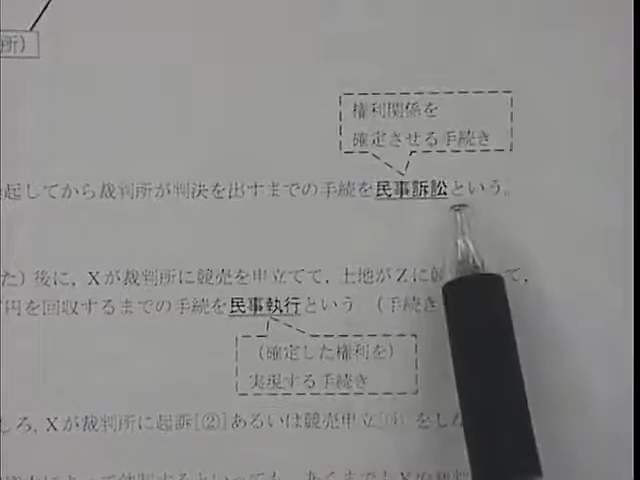 所)
権利関係を
確定させる手続き
起してから裁判所が判決を出すまでの手続を民事訴訟という。
た)後に,Xが裁判所に競売を申立てて,土地がZに競 て,
円を回収するまでの手続を民事執行という (手続き
(確定した権利を)
実現する手続き
しろ,Xが裁判所に起訴[②]あるいは競売申立[④]をした